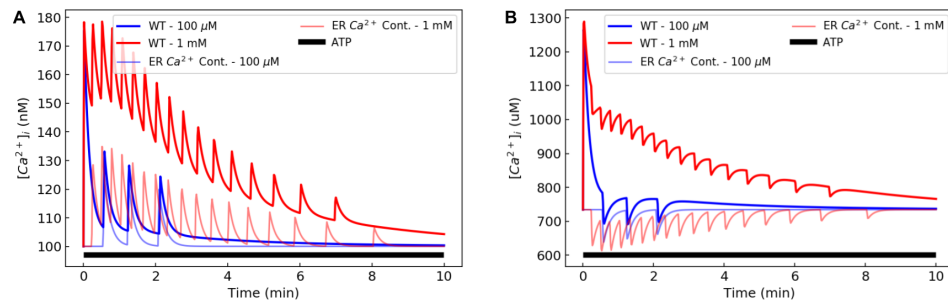 A
WT - 100 μM
WT - 1 mM
ER Ca²⁺ Cont. - 100 μM
ER Ca²⁺ Cont. - 1 mM
ATP
[Ca²⁺]ᵢ (nM)
180
170
160
150
140
130
120
110
100
0
2
4
6
8
10
Time (min)
B
WT - 100 μM
WT - 1 mM
ER Ca²⁺ Cont. - 100 μM
ER Ca²⁺ Cont. - 1 mM
ATP
[Ca²⁺]ᵢ (uM)
1300
1200
1100
1000
900
800
700
600
0
2
4
6
8
10
Time (min)